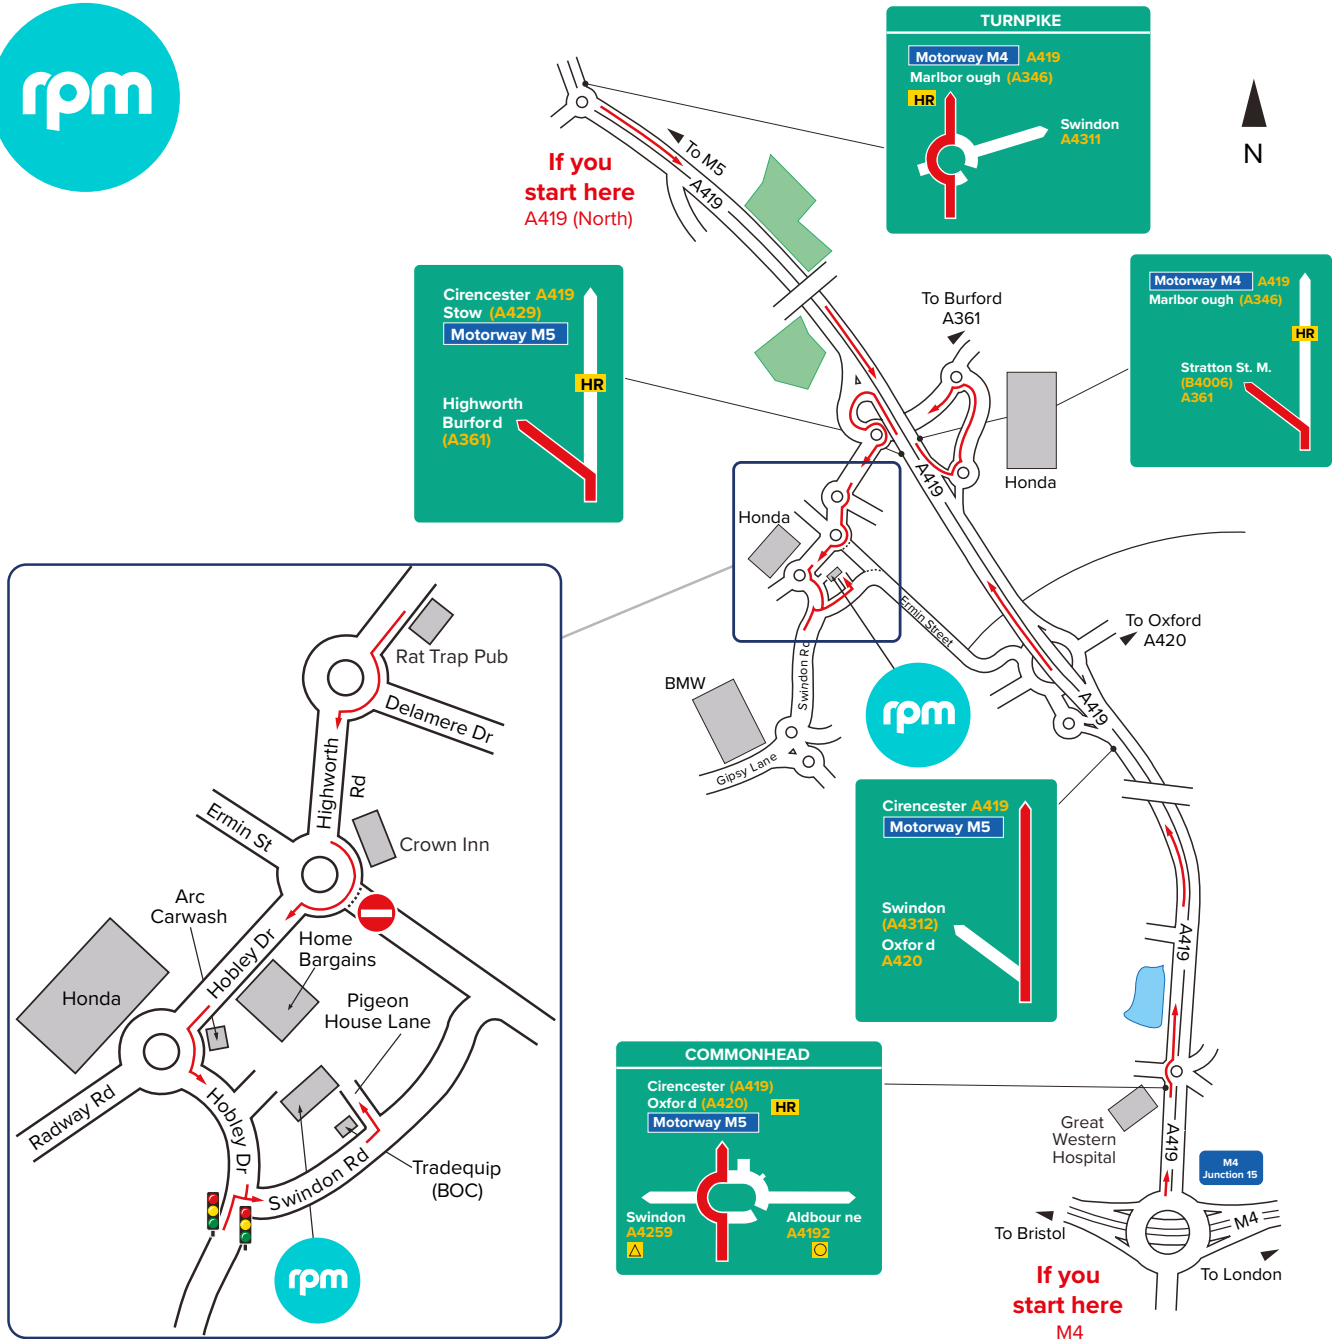 rpm
TURNPIKE
Motorway M4 A419
Marlbor ough (A346)
HR
Swindon
A4311
N
To M5
A419
If you
start here
A419 (North)
Cirencester A419
Stow (A429)
Motorway M5
HR
Highworth
Burfor d
(A361)
To Burford
A361
Motorway M4 A419
Marlbor ough (A346)
HR
Stratton St. M.
(B4006)
A361
A419
Honda
Honda
Ermin Street
To Oxford
A420
Swindon Rd
BMW
Gipsy Lane
rpm
A419
Cirencester A419
Motorway M5
Swindon
(A4312)
Oxfor d
A420
A419
Rat Trap Pub
Delamere Dr
Highworth
Rd
Ermin St
Crown Inn
Arc
Carwash
Hobley Dr
Home
Bargains
Honda
Pigeon
House Lane
Radway Rd
Hobley Dr
Swindon Rd
Tradequip
(BOC)
rpm
COMMONHEAD
Cirencester (A419)
Oxfor d (A420)
Motorway M5
HR
Swindon
A4259
Aldbour ne
A4192
Great
Western
Hospital
A419
M4
Junction 15
To Bristol
M4
To London
If you
start here
M4